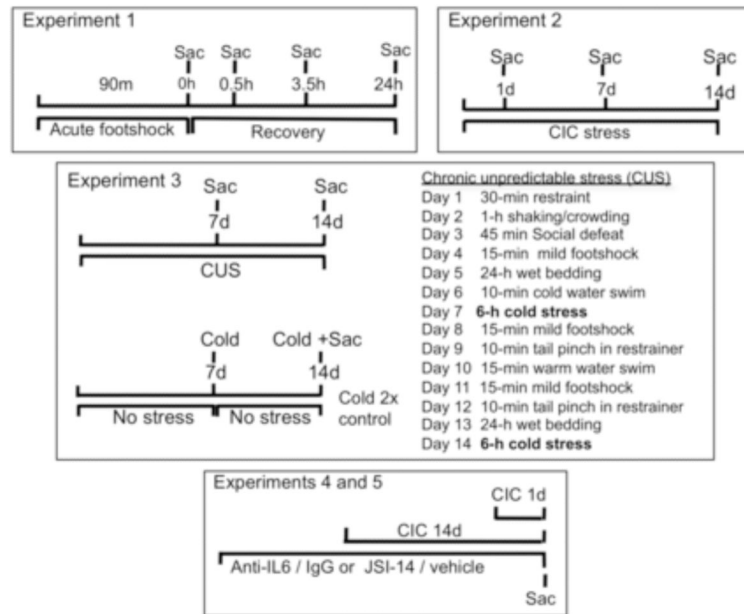 Experiment 1
Sac Sac Sac Sac
90m 0h 0.5h 3.5h 24h
Acute footshock Recovery
Experiment 2
Sac Sac Sac
1d 7d 14d
CIC stress
Experiment 3
Sac Sac
7d 14d
CUS
Cold Cold +Sac
7d 14d
No stress No stress
Cold 2x
control
Chronic unpredictable stress (CUS)
Day 1 30-min restraint
Day 2 1-h shaking/crowding
Day 3 45 min Social defeat
Day 4 15-min mild footshock
Day 5 24-h wet bedding
Day 6 10-min cold water swim
Day 7 6-h cold stress
Day 8 15-min mild footshock
Day 9 10-min tail pinch in restrainer
Day 10 15-min warm water swim
Day 11 15-min mild footshock
Day 12 10-min tail pinch in restrainer
Day 13 24-h wet bedding
Day 14 6-h cold stress
Experiments 4 and 5
CIC 1d
CIC 14d
Anti-IL6 / IgG or JSI-14 / vehicle
Sac